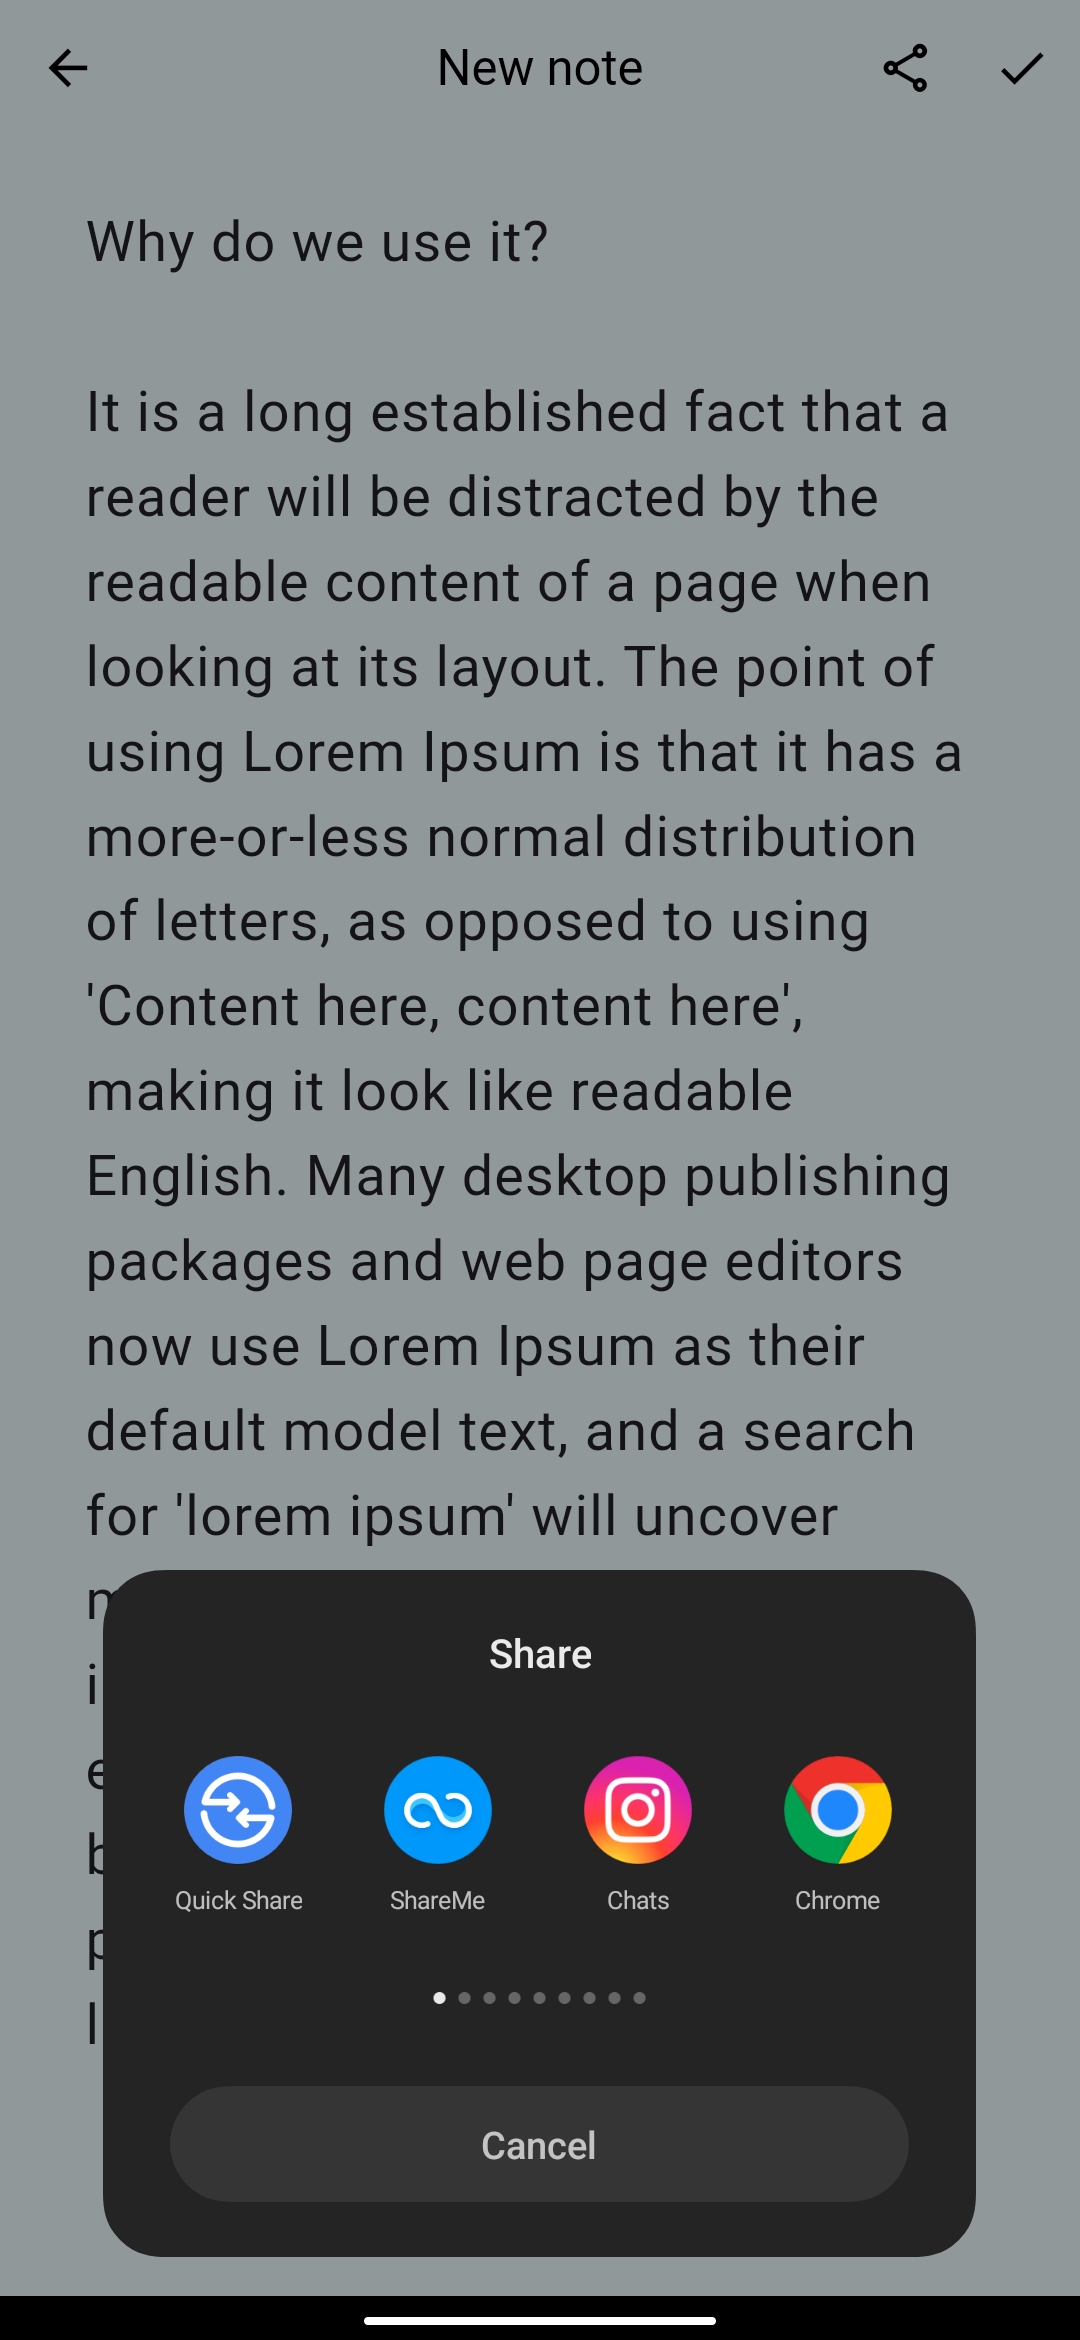 New note
Why do we use it?
It is a long established fact that a
reader will be distracted by the
readable content of a page when
looking at its layout. The point of
using Lorem Ipsum is that it has a
more-or-less normal distribution
of letters, as opposed to using
'Content here, content here',
making it look like readable
English. Many desktop publishing
packages and web page editors
now use Lorem Ipsum as their
default model text, and a search
for 'lorem ipsum' will uncover
Share
Quick Share
ShareMe
Chats
Chrome
Cancel